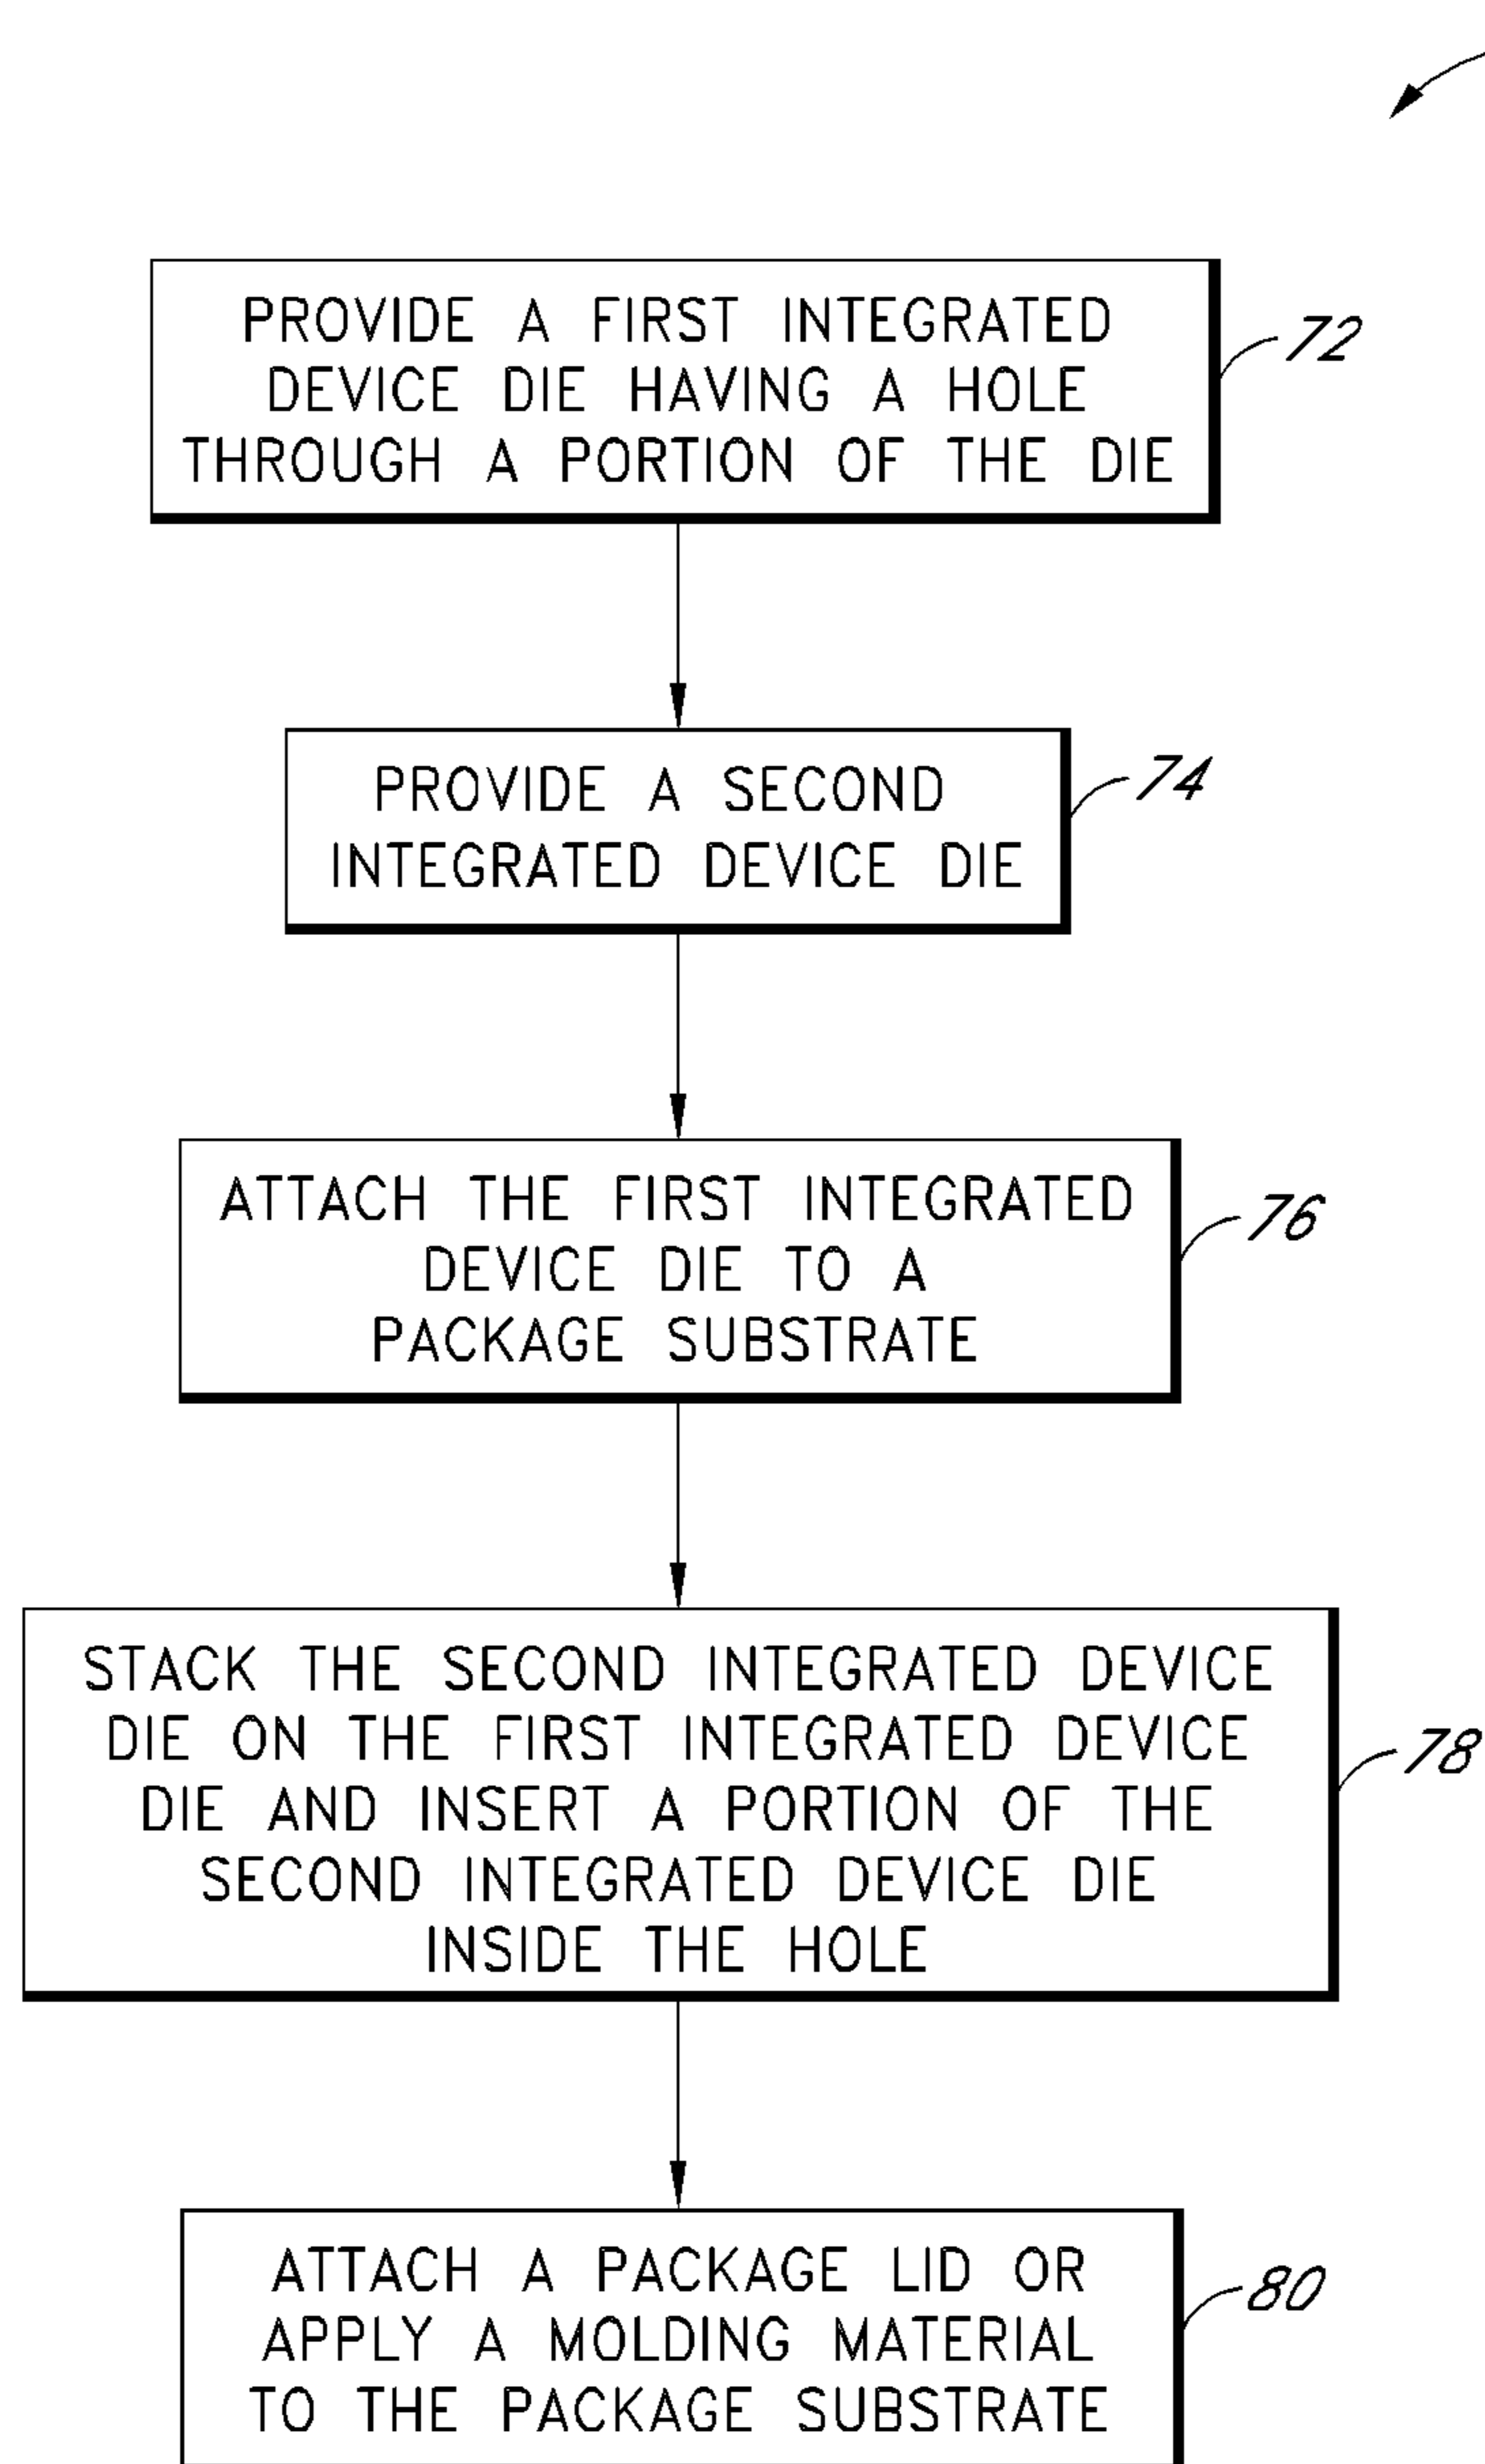 PROVIDE A FIRST INTEGRATED
DEVICE DIE HAVING A HOLE
THROUGH A PORTION OF THE DIE
72
PROVIDE A SECOND
INTEGRATED DEVICE DIE
74
ATTACH THE FIRST INTEGRATED
DEVICE DIE TO A
PACKAGE SUBSTRATE
76
STACK THE SECOND INTEGRATED DEVICE
DIE ON THE FIRST INTEGRATED DEVICE
DIE AND INSERT A PORTION OF THE
SECOND INTEGRATED DEVICE DIE
INSIDE THE HOLE
78
ATTACH A PACKAGE LID OR
APPLY A MOLDING MATERIAL
TO THE PACKAGE SUBSTRATE
80